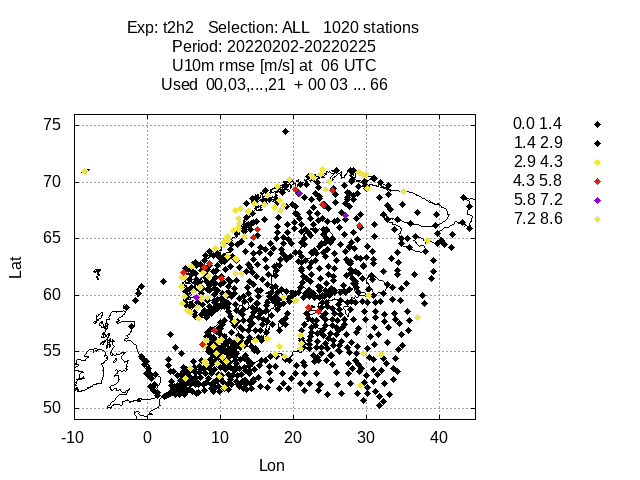 Exp: t2h2   Selection: ALL   1020 stations
Period: 20220202-20220225
U10m rmse [m/s] at  06 UTC
Used  00,03,...,21  + 00 03 ... 66
0.0 1.4
1.4 2.9
2.9 4.3
4.3 5.8
5.8 7.2
7.2 8.6
75
70
65
60
55
50
Lat
-10 0 10 20 30 40
Lon